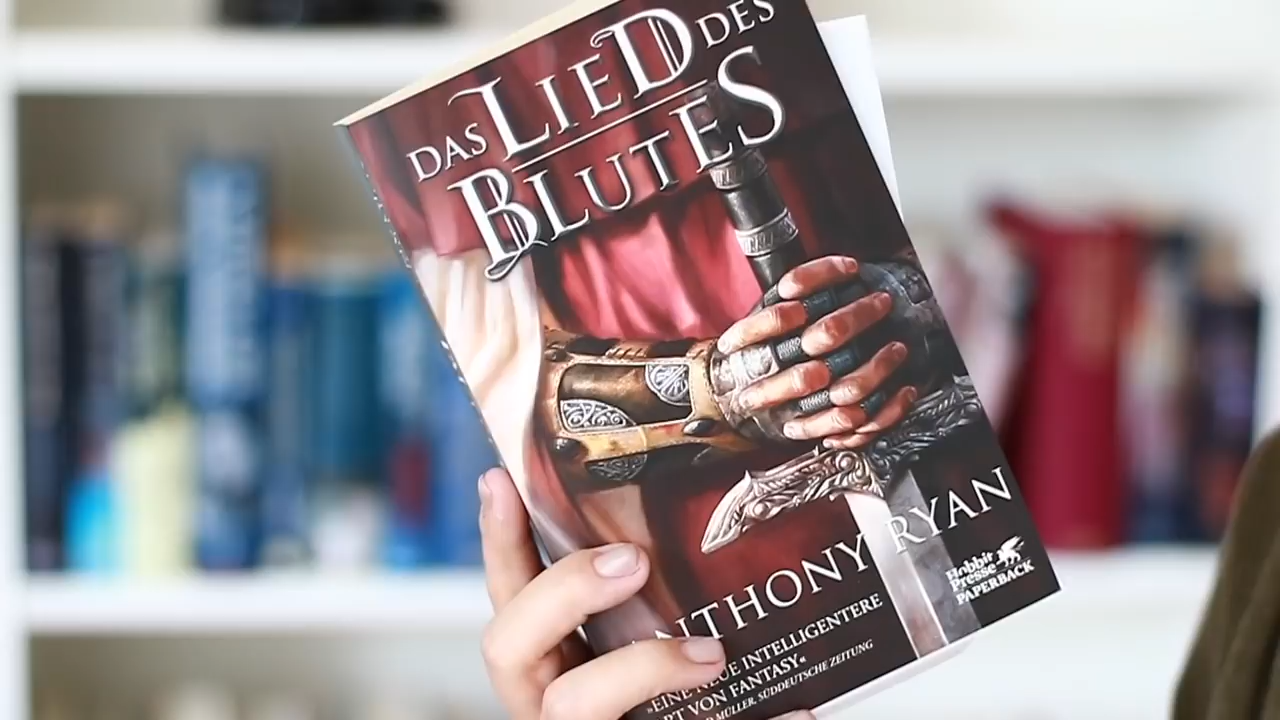 DAS LIED DES
BLUTES
ANTHONY RYAN
Hobbit
Presse
PAPERBACK
»EINE NEUE INTELLIGENTERE
ART VON FANTASY«
MÜLLER, SÜDDEUTSCHE ZEITUNG